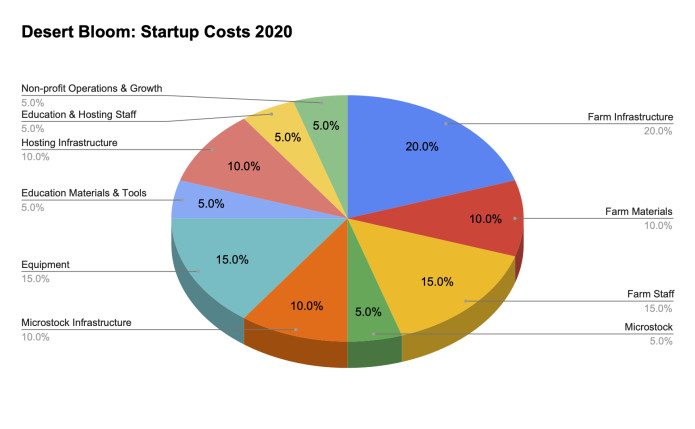 Desert Bloom: Startup Costs 2020
Non-profit Operations & Growth
5.0%
Education & Hosting Staff
5.0%
Hosting Infrastructure
10.0%
Education Materials & Tools
5.0%
Equipment
15.0%
Microstock Infrastructure
10.0%
Farm Infrastructure
20.0%
Farm Materials
10.0%
Farm Staff
15.0%
Microstock
5.0%
5.0%
5.0%
10.0%
5.0%
15.0%
10.0%
5.0%
15.0%
10.0%
20.0%